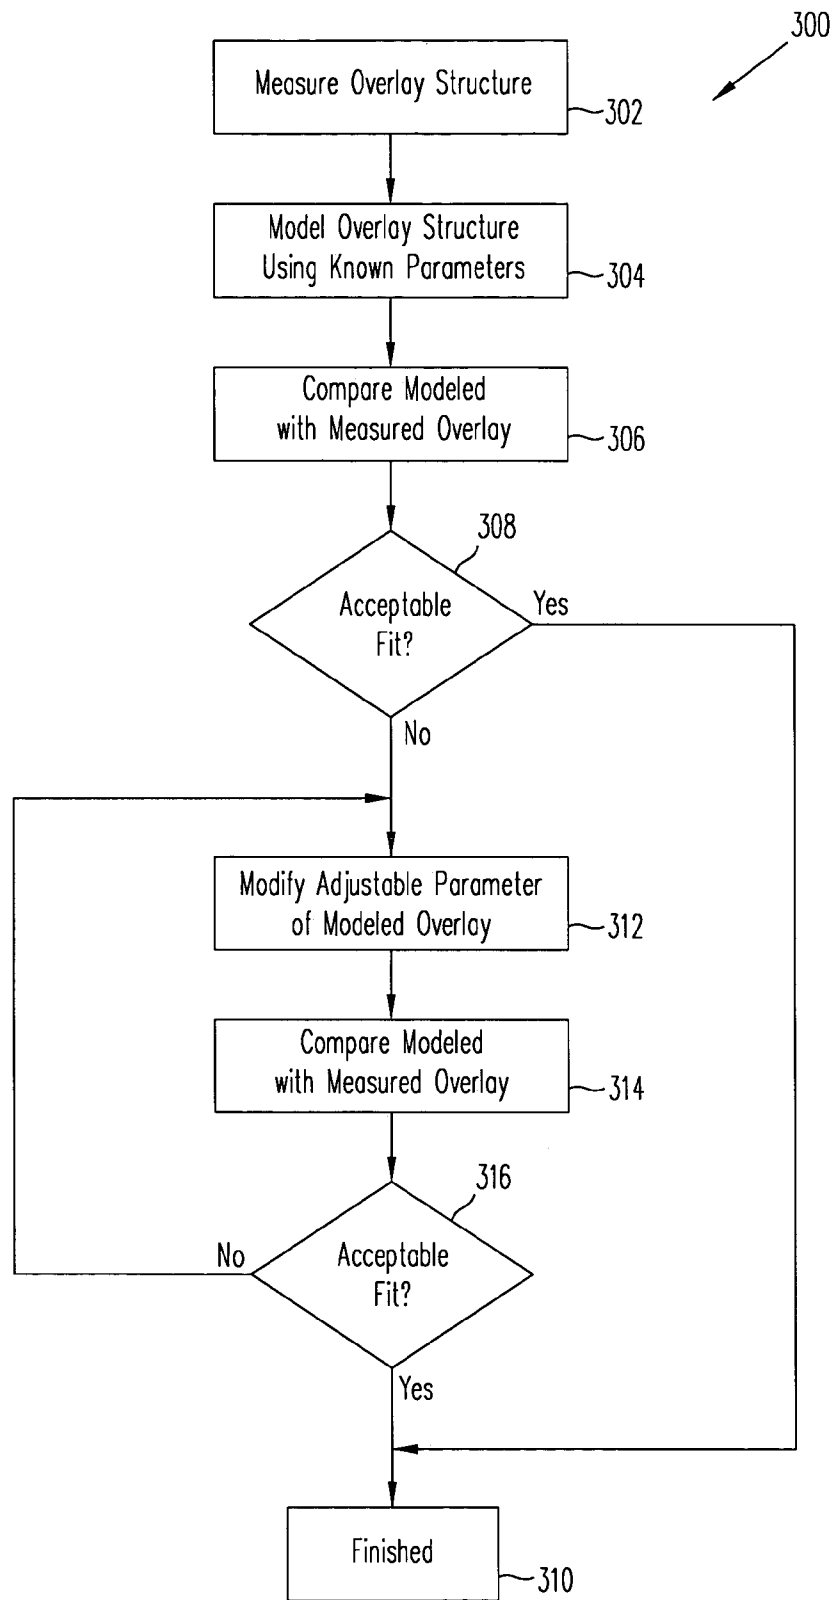 300
Measure Overlay Structure
302
Model Overlay Structure
Using Known Parameters
304
Compare Modeled
with Measured Overlay
306
308
Acceptable
Fit?
Yes
No
Modify Adjustable Parameter
of Modeled Overlay
312
Compare Modeled
with Measured Overlay
314
316
No
Acceptable
Fit?
Yes
Finished
310